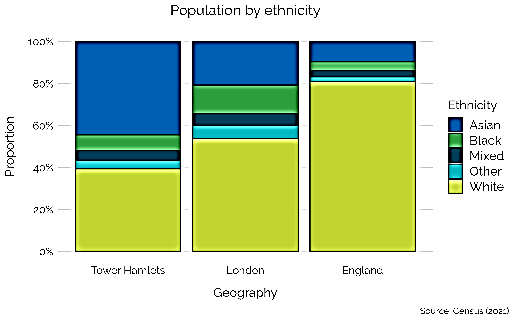 Population by ethnicity
100%
80%
60%
40%
20%
0%
Proportion
Tower Hamlets
London
England
Geography
Ethnicity
Asian
Black
Mixed
Other
White
Source: Census (2021)